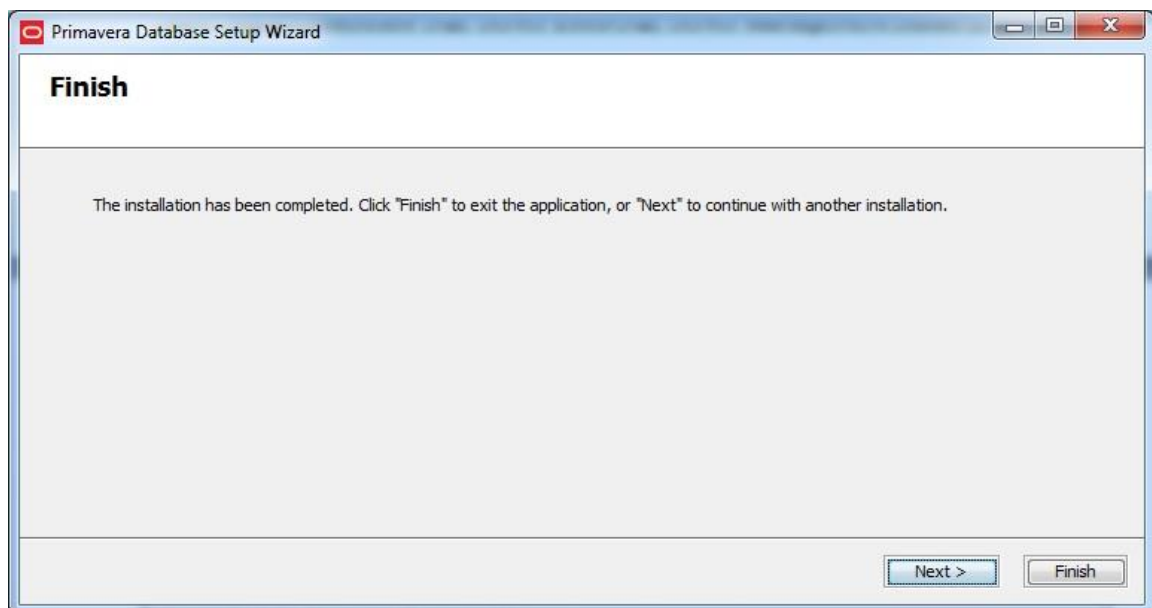 Primavera Database Setup Wizard
Finish
The installation has been completed. Click "Finish" to exit the application, or "Next" to continue with another installation.
Next >
Finish